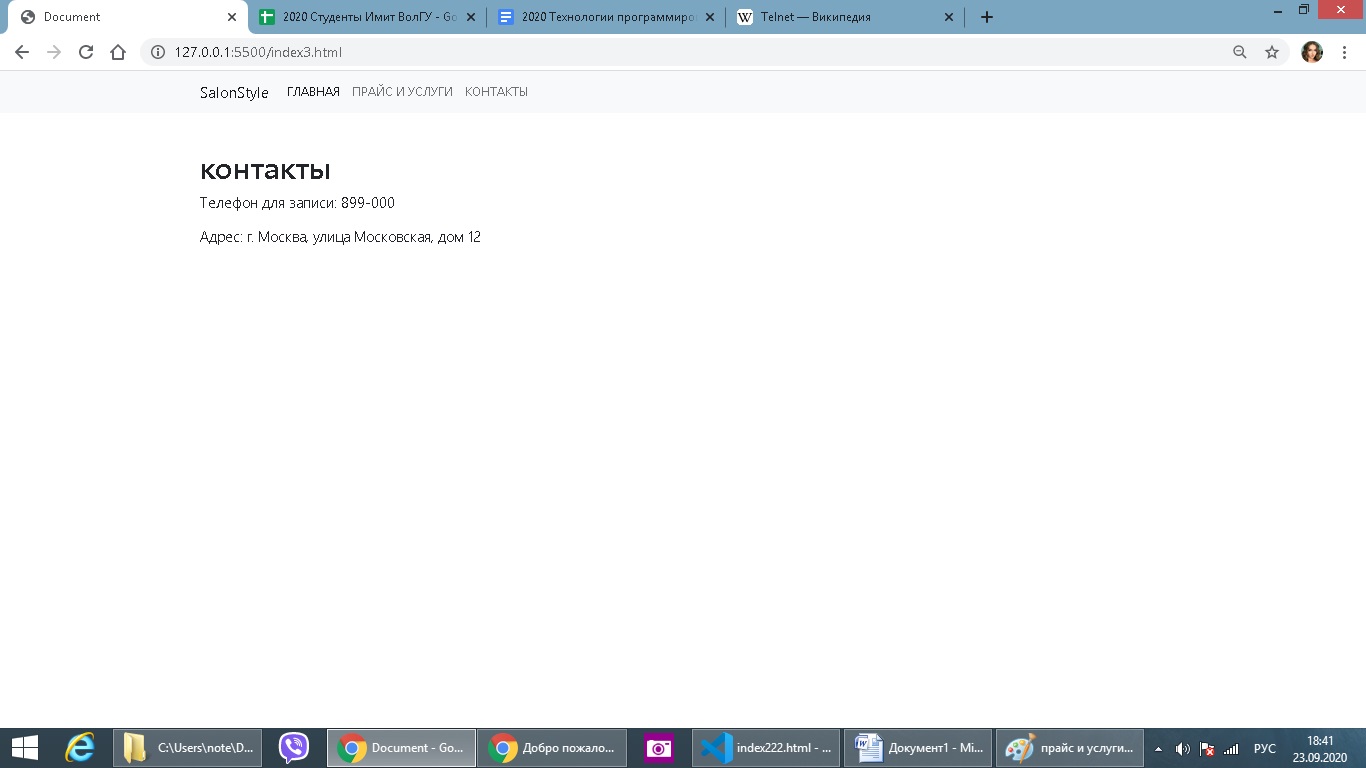 Document
2020 Студенты Имит ВолГУ - Go
2020 Технологии программиро
W Telnet — Википедия
127.0.0.1:5500/index3.html
SalonStyle ГЛАВНАЯ ПРАЙС И УСЛУГИ КОНТАКТЫ
контакты
Телефон для записи: 899-000
Адрес: г. Москва, улица Московская, дом 12
C:\Users\note\D...
Document - Go...
Добро пожало...
index222.html - ...
Документ1 - Mi...
прайс и услуги...
РУС
18:41
23.09.2020